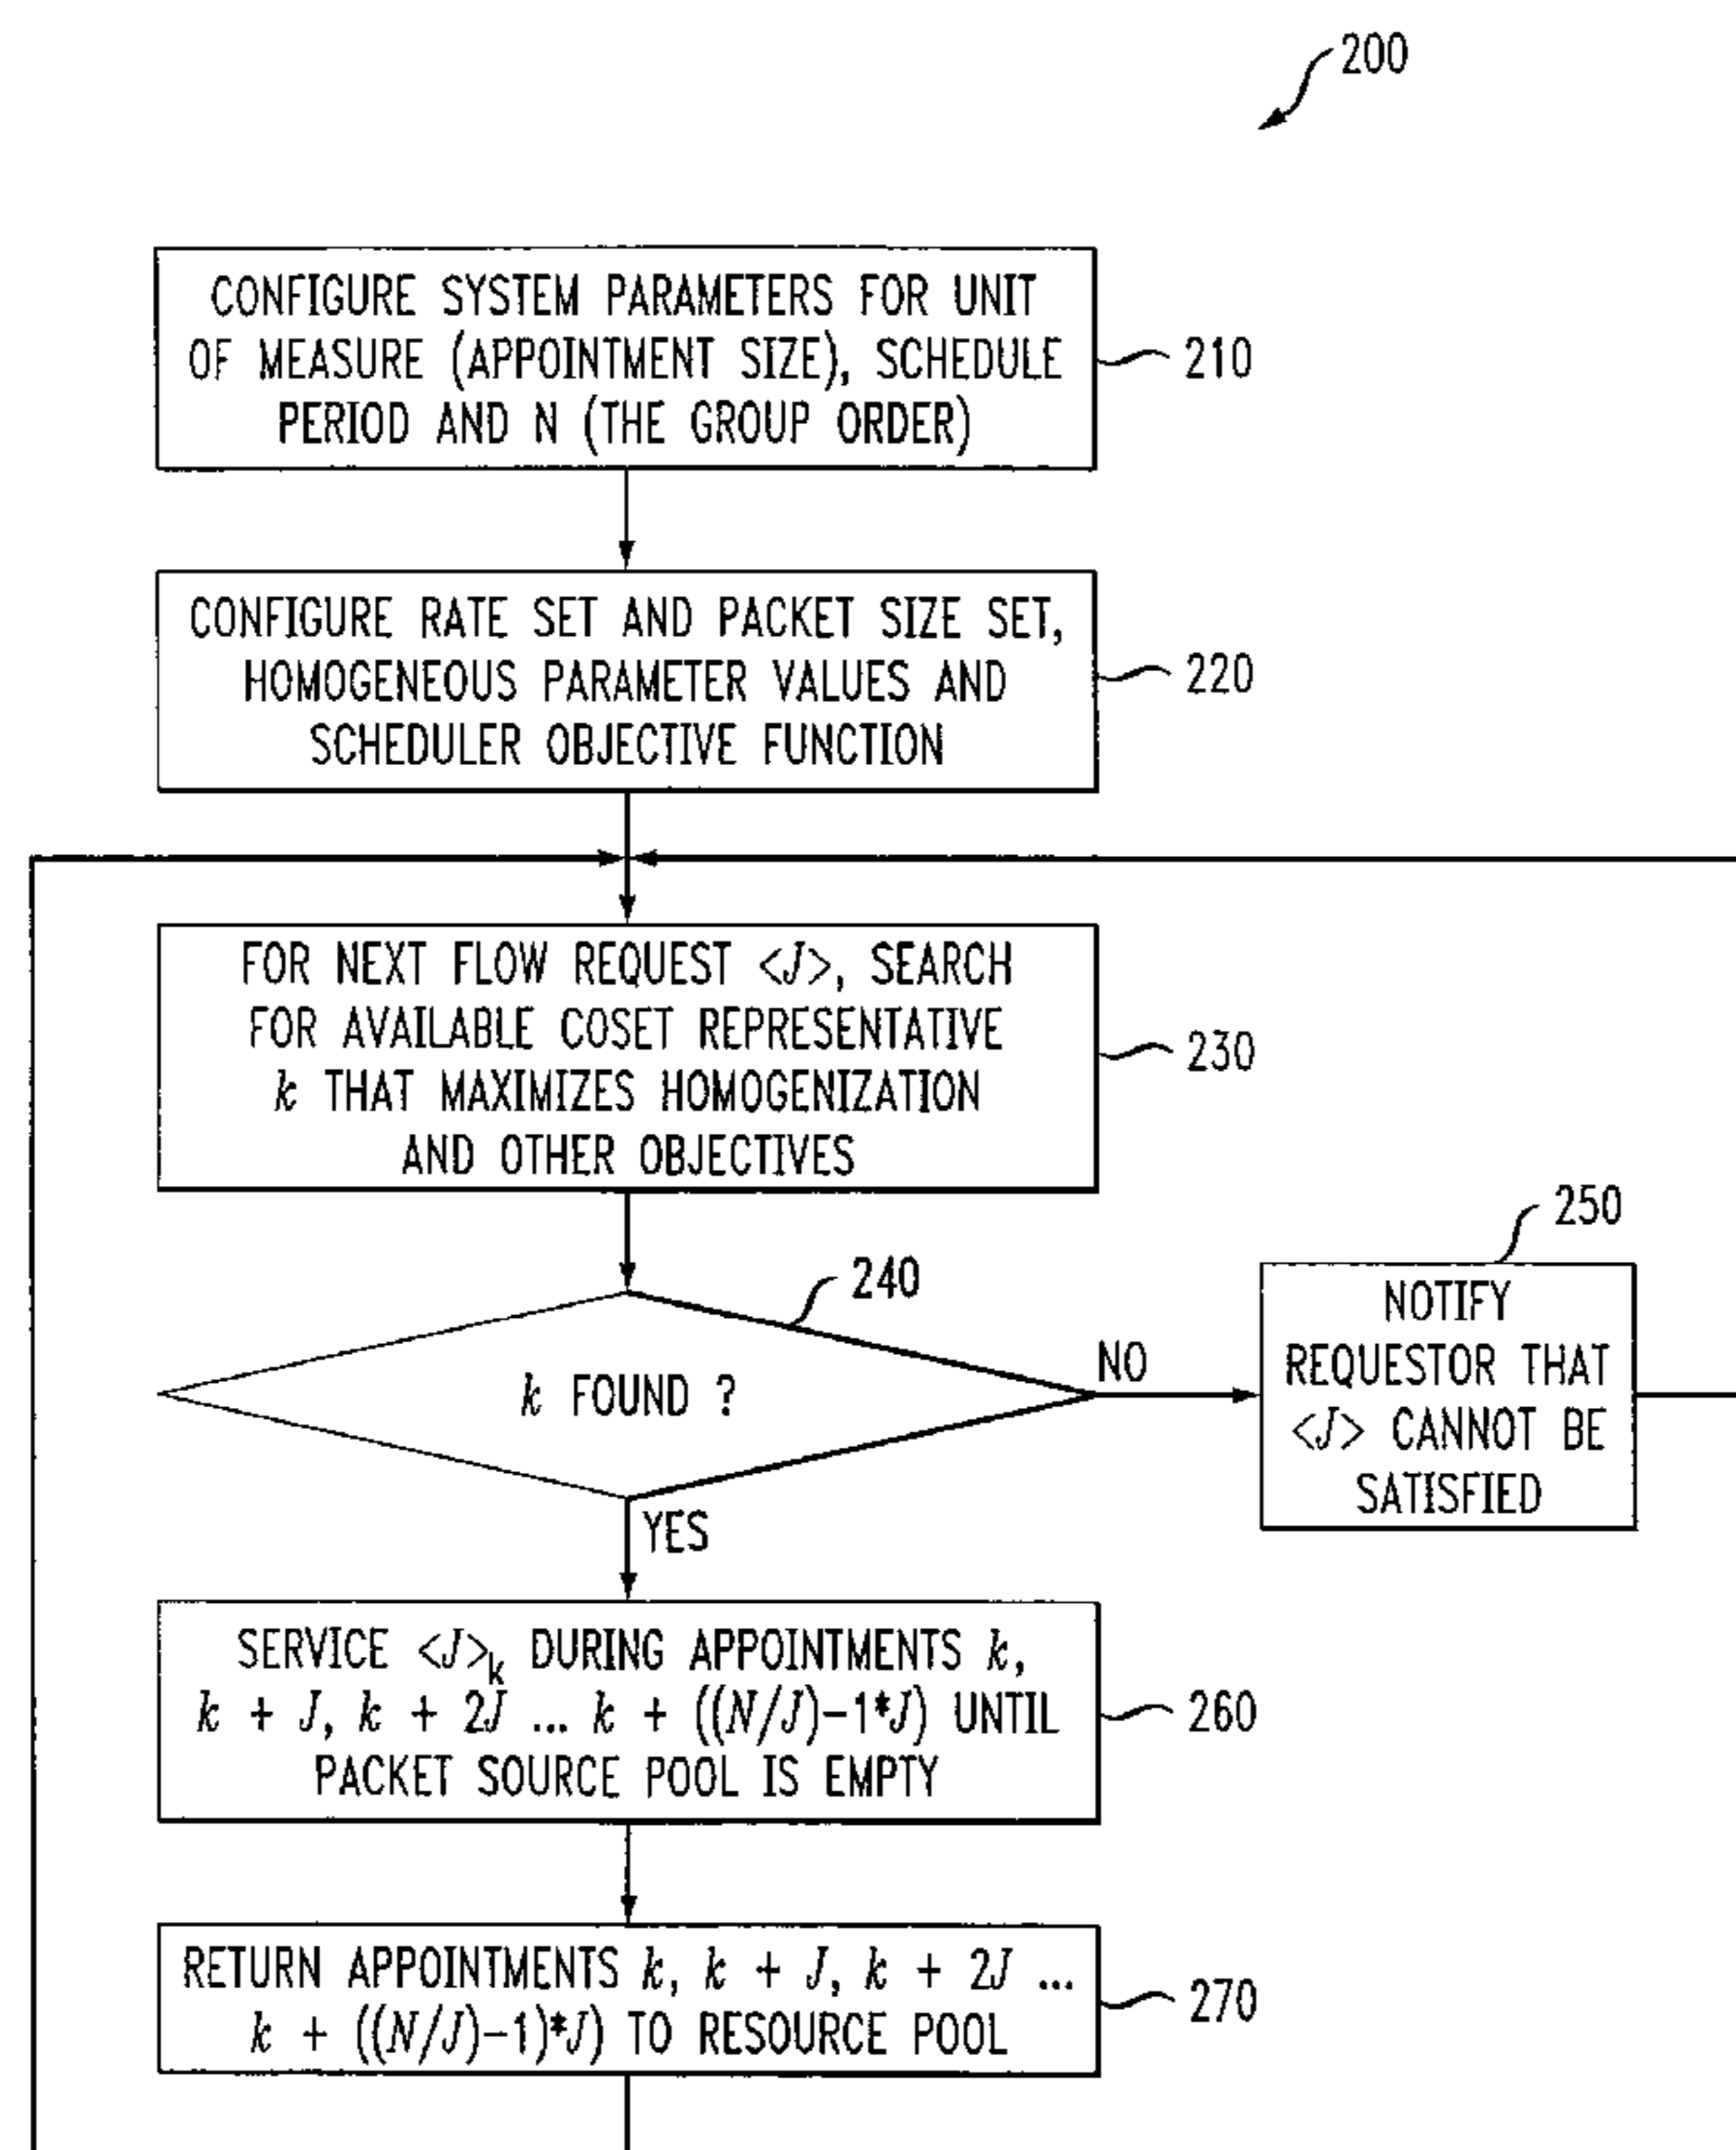 200
CONFIGURE SYSTEM PARAMETERS FOR UNIT
OF MEASURE (APPOINTMENT SIZE), SCHEDULE
PERIOD AND N (THE GROUP ORDER)
210
CONFIGURE RATE SET AND PACKET SIZE SET,
HOMOGENEOUS PARAMETER VALUES AND
SCHEDULER OBJECTIVE FUNCTION
220
FOR NEXT FLOW REQUEST <J>, SEARCH
FOR AVAILABLE COSET REPRESENTATIVE
k THAT MAXIMIZES HOMOGENIZATION
AND OTHER OBJECTIVES
230
240
k FOUND ?
NO
YES
250
NOTIFY
REQUESTOR THAT
<J> CANNOT BE
SATISFIED
SERVICE <J>k DURING APPOINTMENTS k,
k + J, k + 2J ... k + ((N/J)-1*J) UNTIL
PACKET SOURCE POOL IS EMPTY
260
RETURN APPOINTMENTS k, k + J, k + 2J ...
k + ((N/J)-1)*J) TO RESOURCE POOL
270